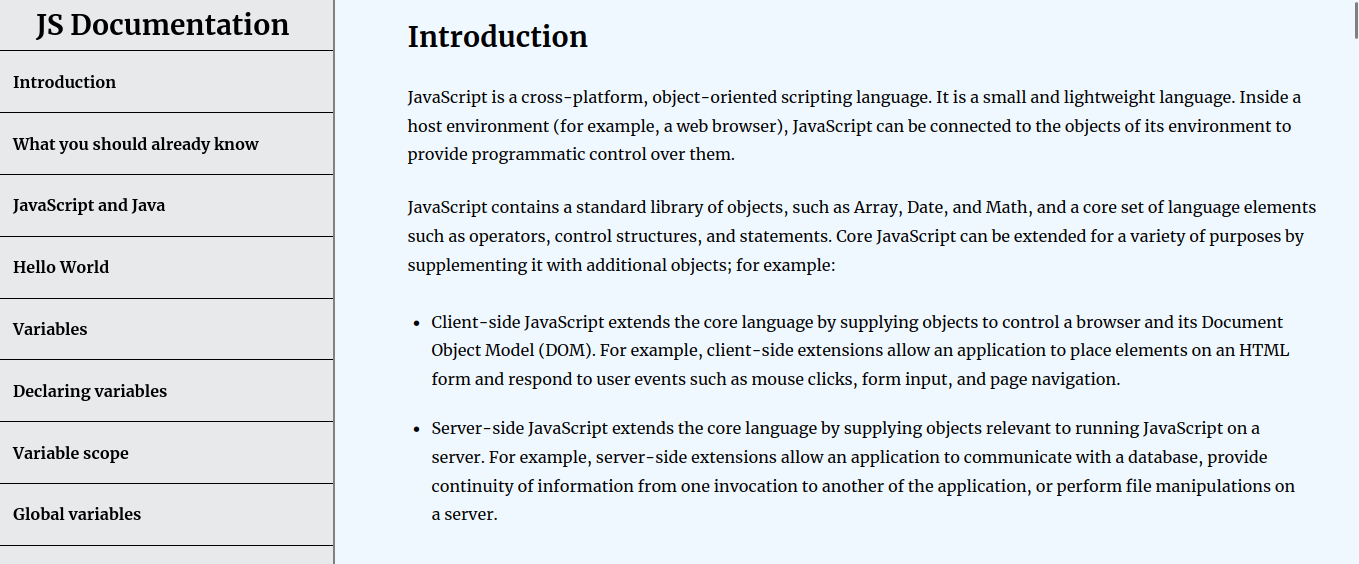 JS Documentation
Introduction
What you should already know
JavaScript and Java
Hello World
Variables
Declaring variables
Variable scope
Global variables
Introduction
JavaScript is a cross-platform, object-oriented scripting language. It is a small and lightweight language. Inside a
host environment (for example, a web browser), JavaScript can be connected to the objects of its environment to
provide programmatic control over them.
JavaScript contains a standard library of objects, such as Array, Date, and Math, and a core set of language elements
such as operators, control structures, and statements. Core JavaScript can be extended for a variety of purposes by
supplementing it with additional objects; for example:
• Client-side JavaScript extends the core language by supplying objects to control a browser and its Document
Object Model (DOM). For example, client-side extensions allow an application to place elements on an HTML
form and respond to user events such as mouse clicks, form input, and page navigation.
• Server-side JavaScript extends the core language by supplying objects relevant to running JavaScript on a
server. For example, server-side extensions allow an application to communicate with a database, provide
continuity of information from one invocation to another of the application, or perform file manipulations on
a server.